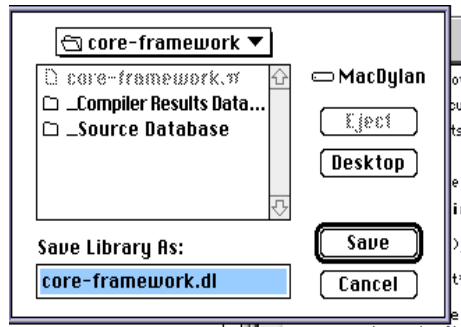 core-framework
core-framework.π
_Compiler Results Data...
_Source Database
MacDylan
Eject
Desktop
Save Library As:
core-framework.dl
Save
Cancel